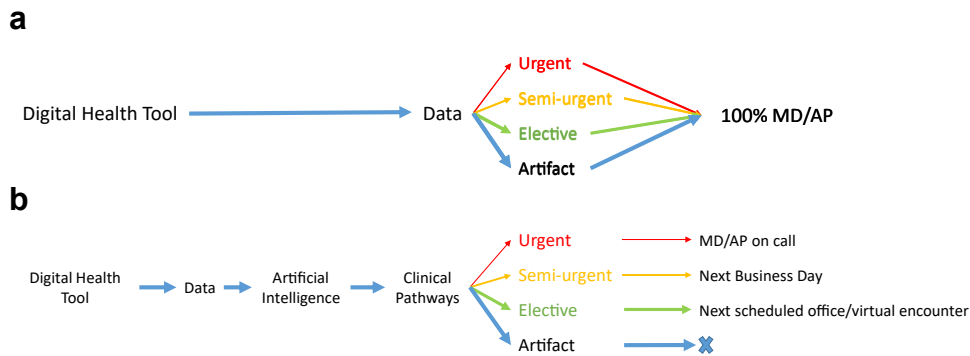 a
Urgent
Semi-urgent
Digital Health Tool
Data
100% MD/AP
Elective
Artifact
b
Urgent
MD/AP on call
Digital Health
Tool
Data
Artificial
Intelligence
Clinical
Pathways
Semi-urgent
Next Business Day
Elective
Next scheduled office/virtual encounter
Artifact